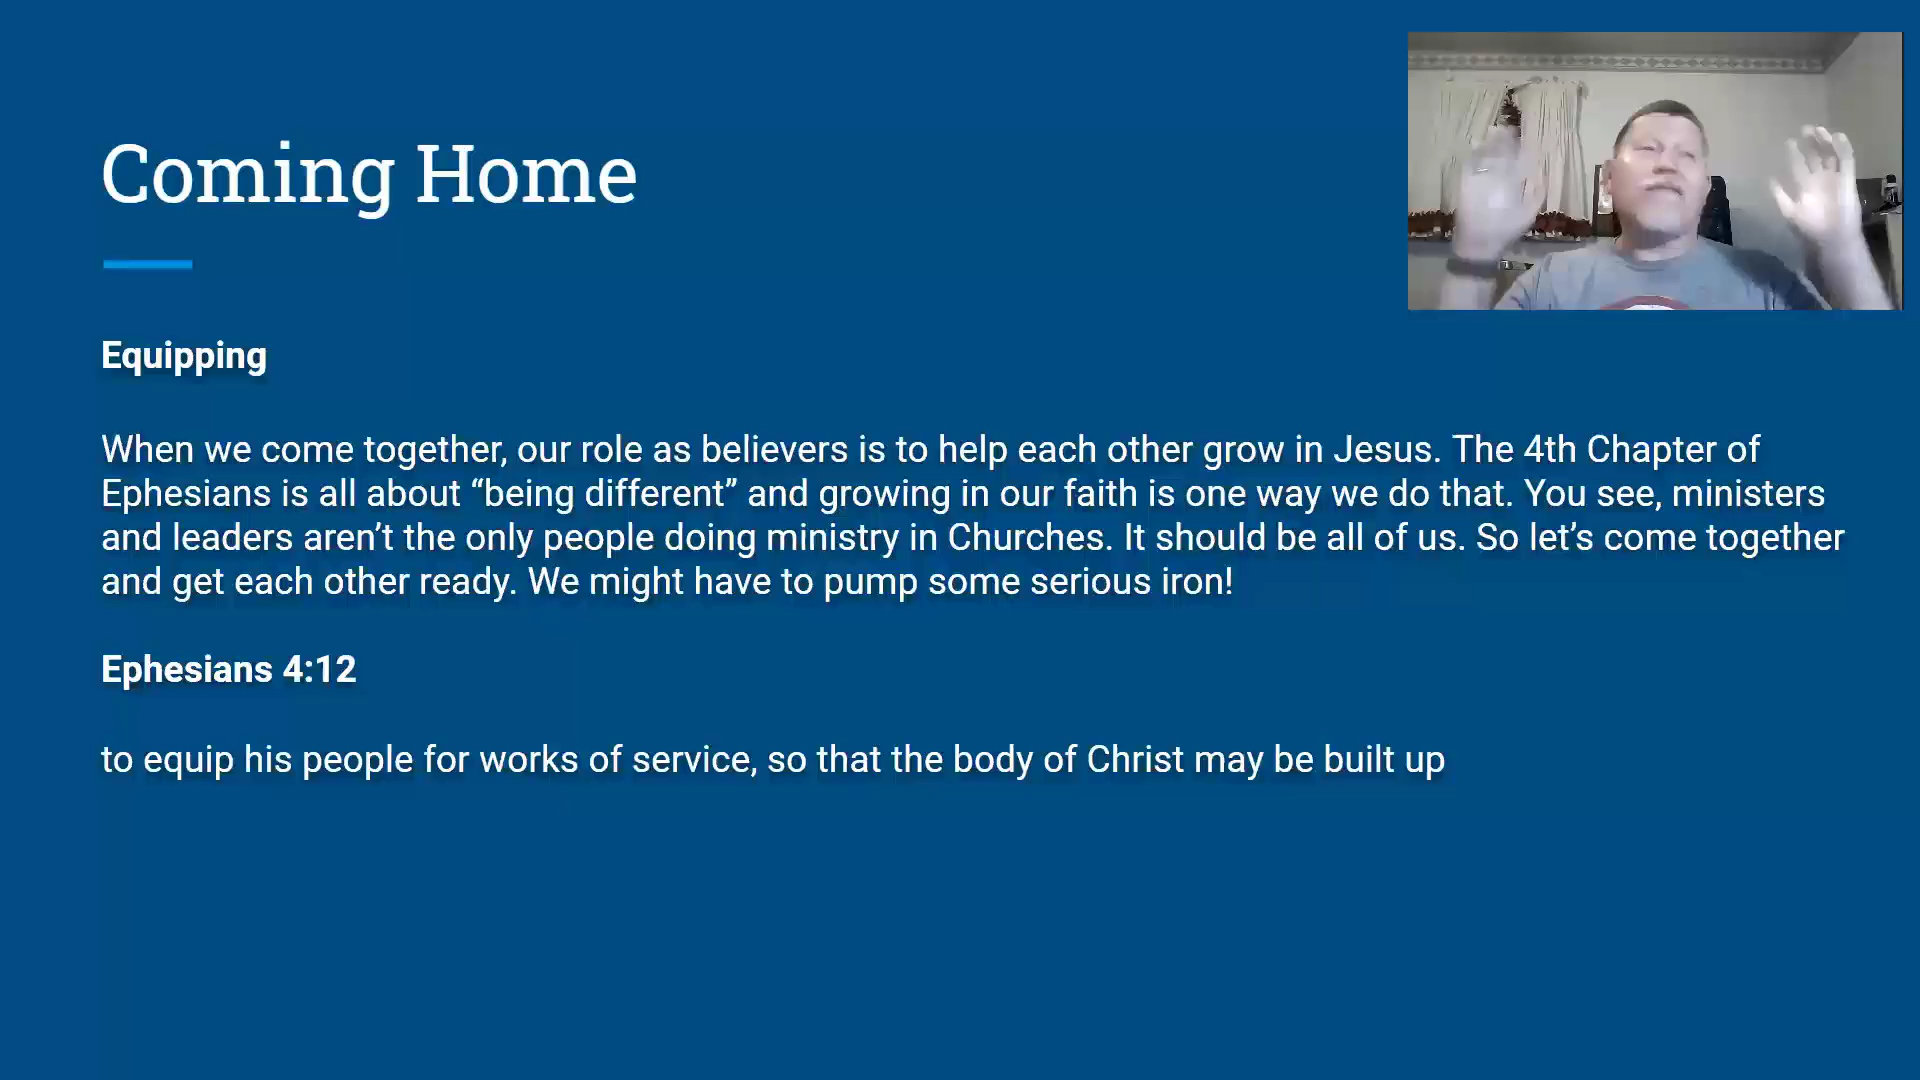 Coming Home
Equipping
When we come together, our role as believers is to help each other grow in Jesus. The 4th Chapter of
Ephesians is all about “being different” and growing in our faith is one way we do that. You see, ministers
and leaders aren’t the only people doing ministry in Churches. It should be all of us. So let’s come together
and get each other ready. We might have to pump some serious iron!
Ephesians 4:12
to equip his people for works of service, so that the body of Christ may be built up